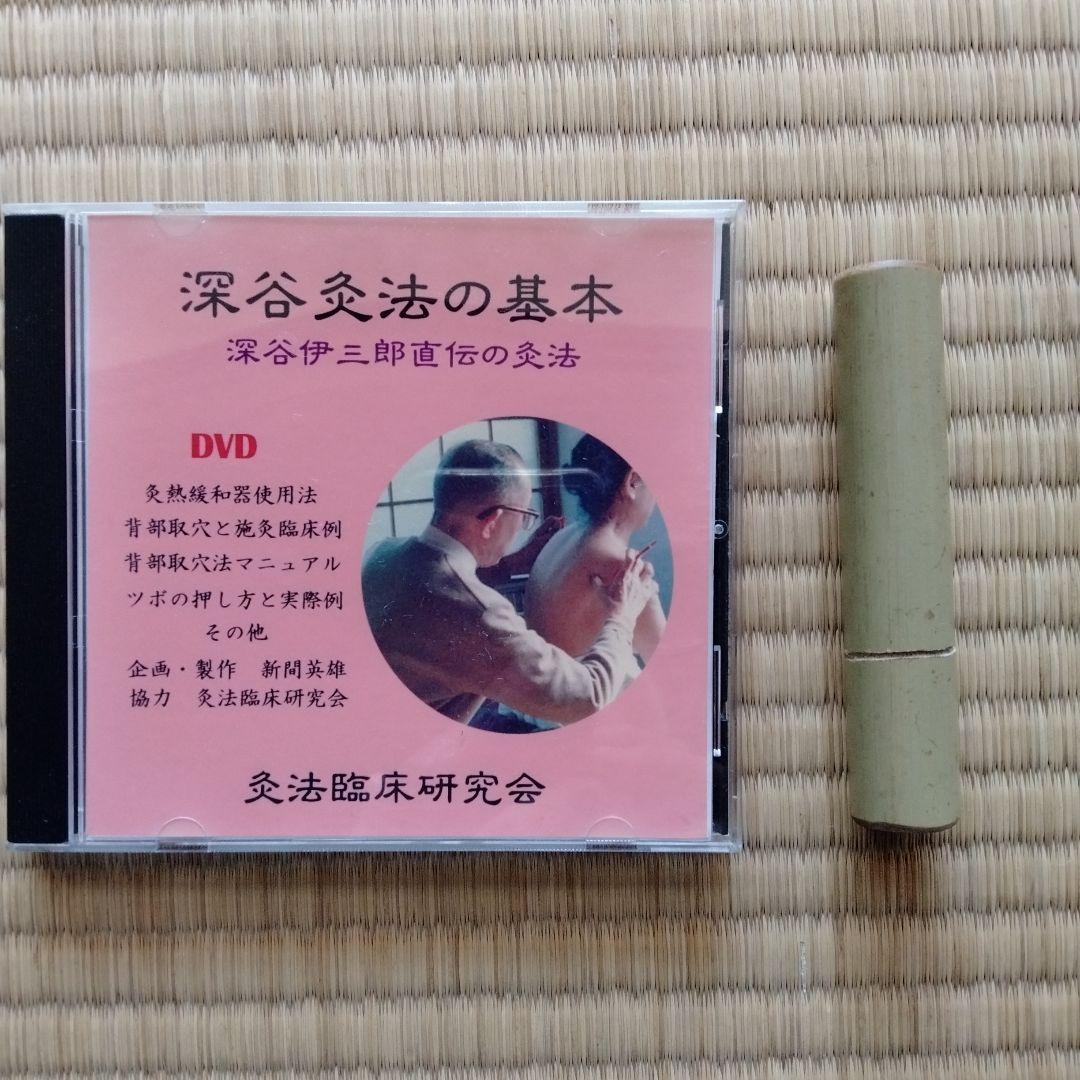 深谷灸法の基本
深谷伊三郎直伝の灸法
DVD
灸熱緩和器使用法
背部取穴と施灸臨床例
背部取穴法マニュアル
ツボの押し方と実際例
その他
企画・製作　新間英雄
協力　灸法臨床研究会
灸法臨床研究会